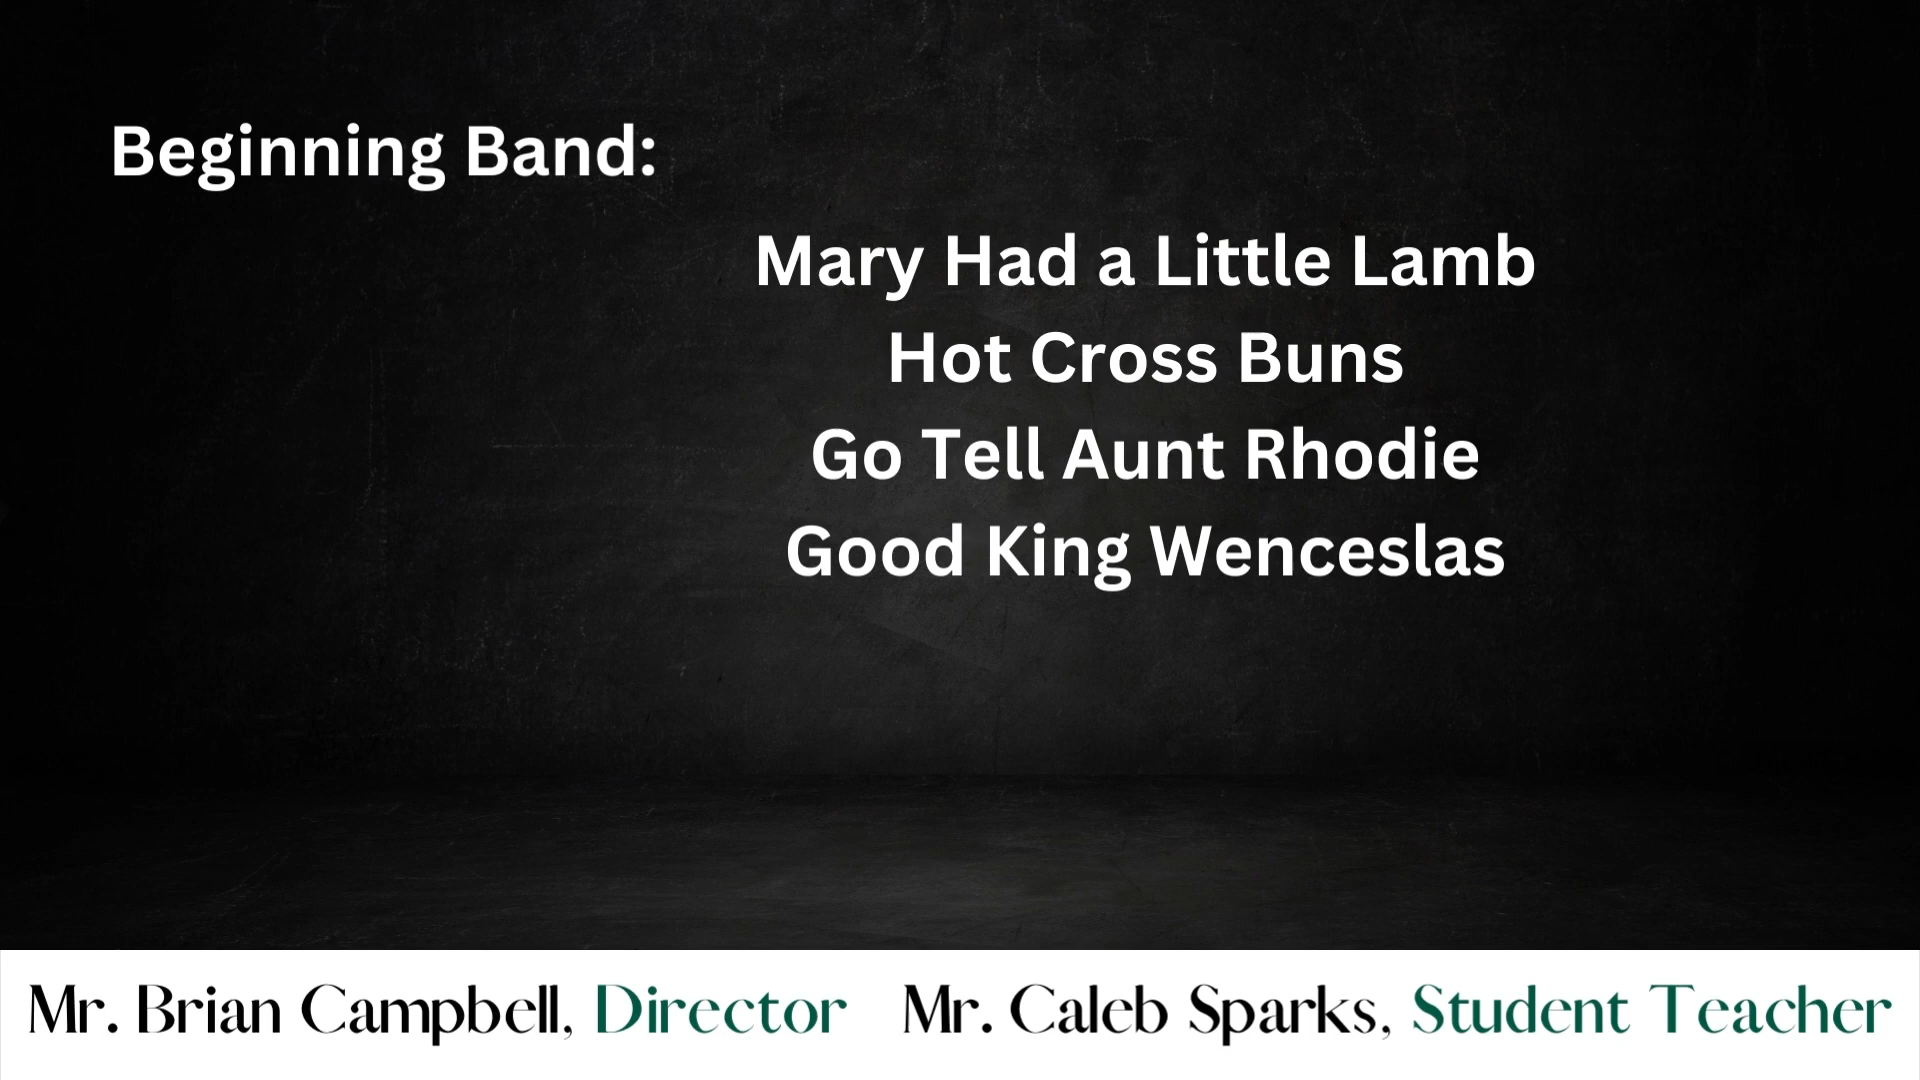 Beginning Band:
Mary Had a Little Lamb
Hot Cross Buns
Go Tell Aunt Rhodie
Good King Wenceslas
Mr. Brian Campbell, Director Mr. Caleb Sparks, Student Teacher